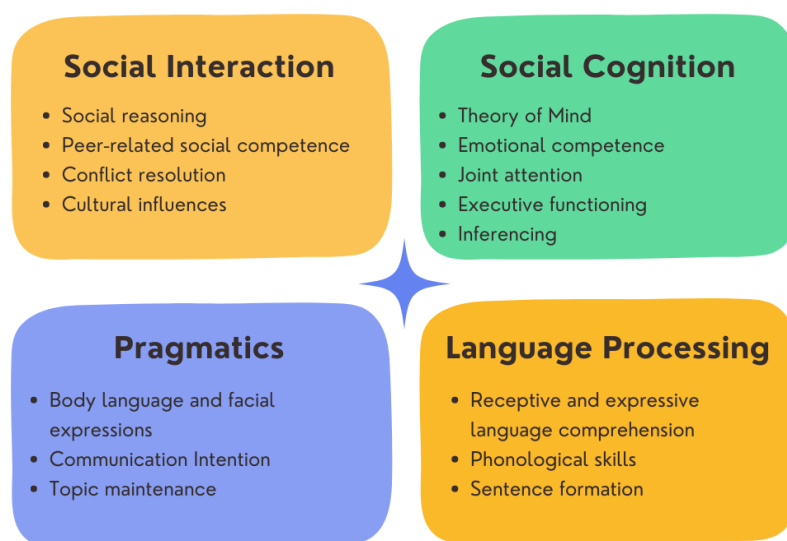 Social Interaction
• Social reasoning
• Peer-related social competence
• Conflict resolution
• Cultural influences
Social Cognition
• Theory of Mind
• Emotional competence
• Joint attention
• Executive functioning
• Inferencing
Pragmatics
• Body language and facial
expressions
• Communication Intention
• Topic maintenance
Language Processing
• Receptive and expressive
language comprehension
• Phonological skills
• Sentence formation